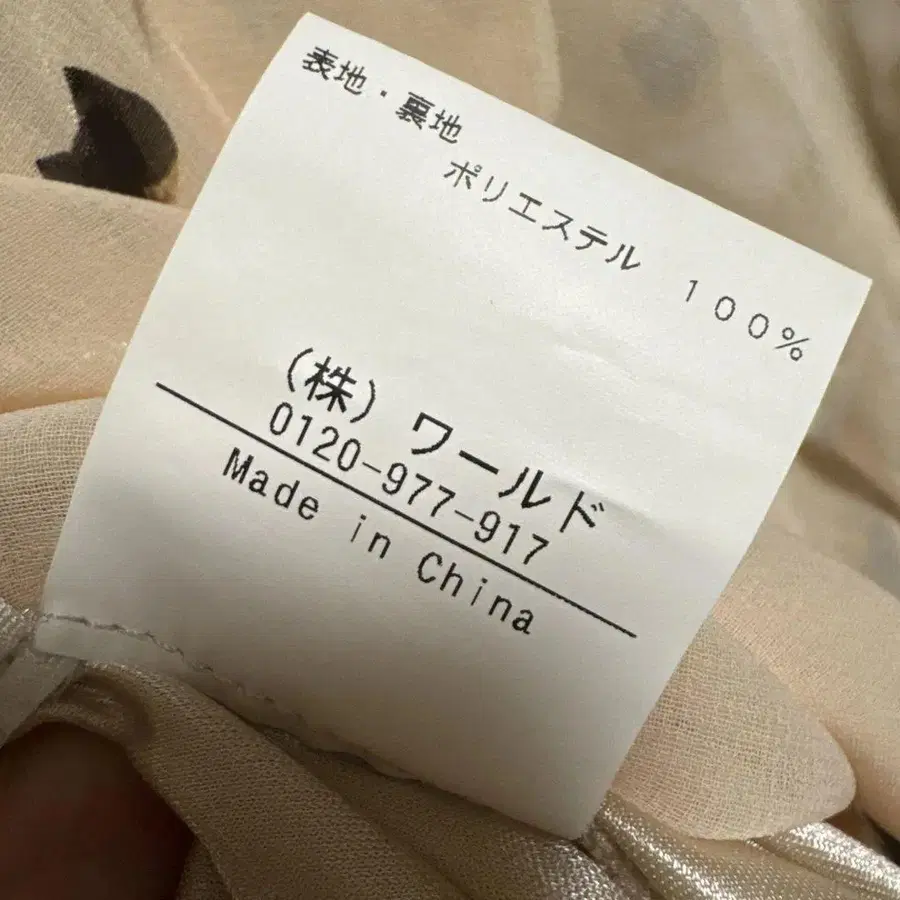 表地・裏地
ポリエステル 100%
(株) ワールド
0120-977-917
Made in China